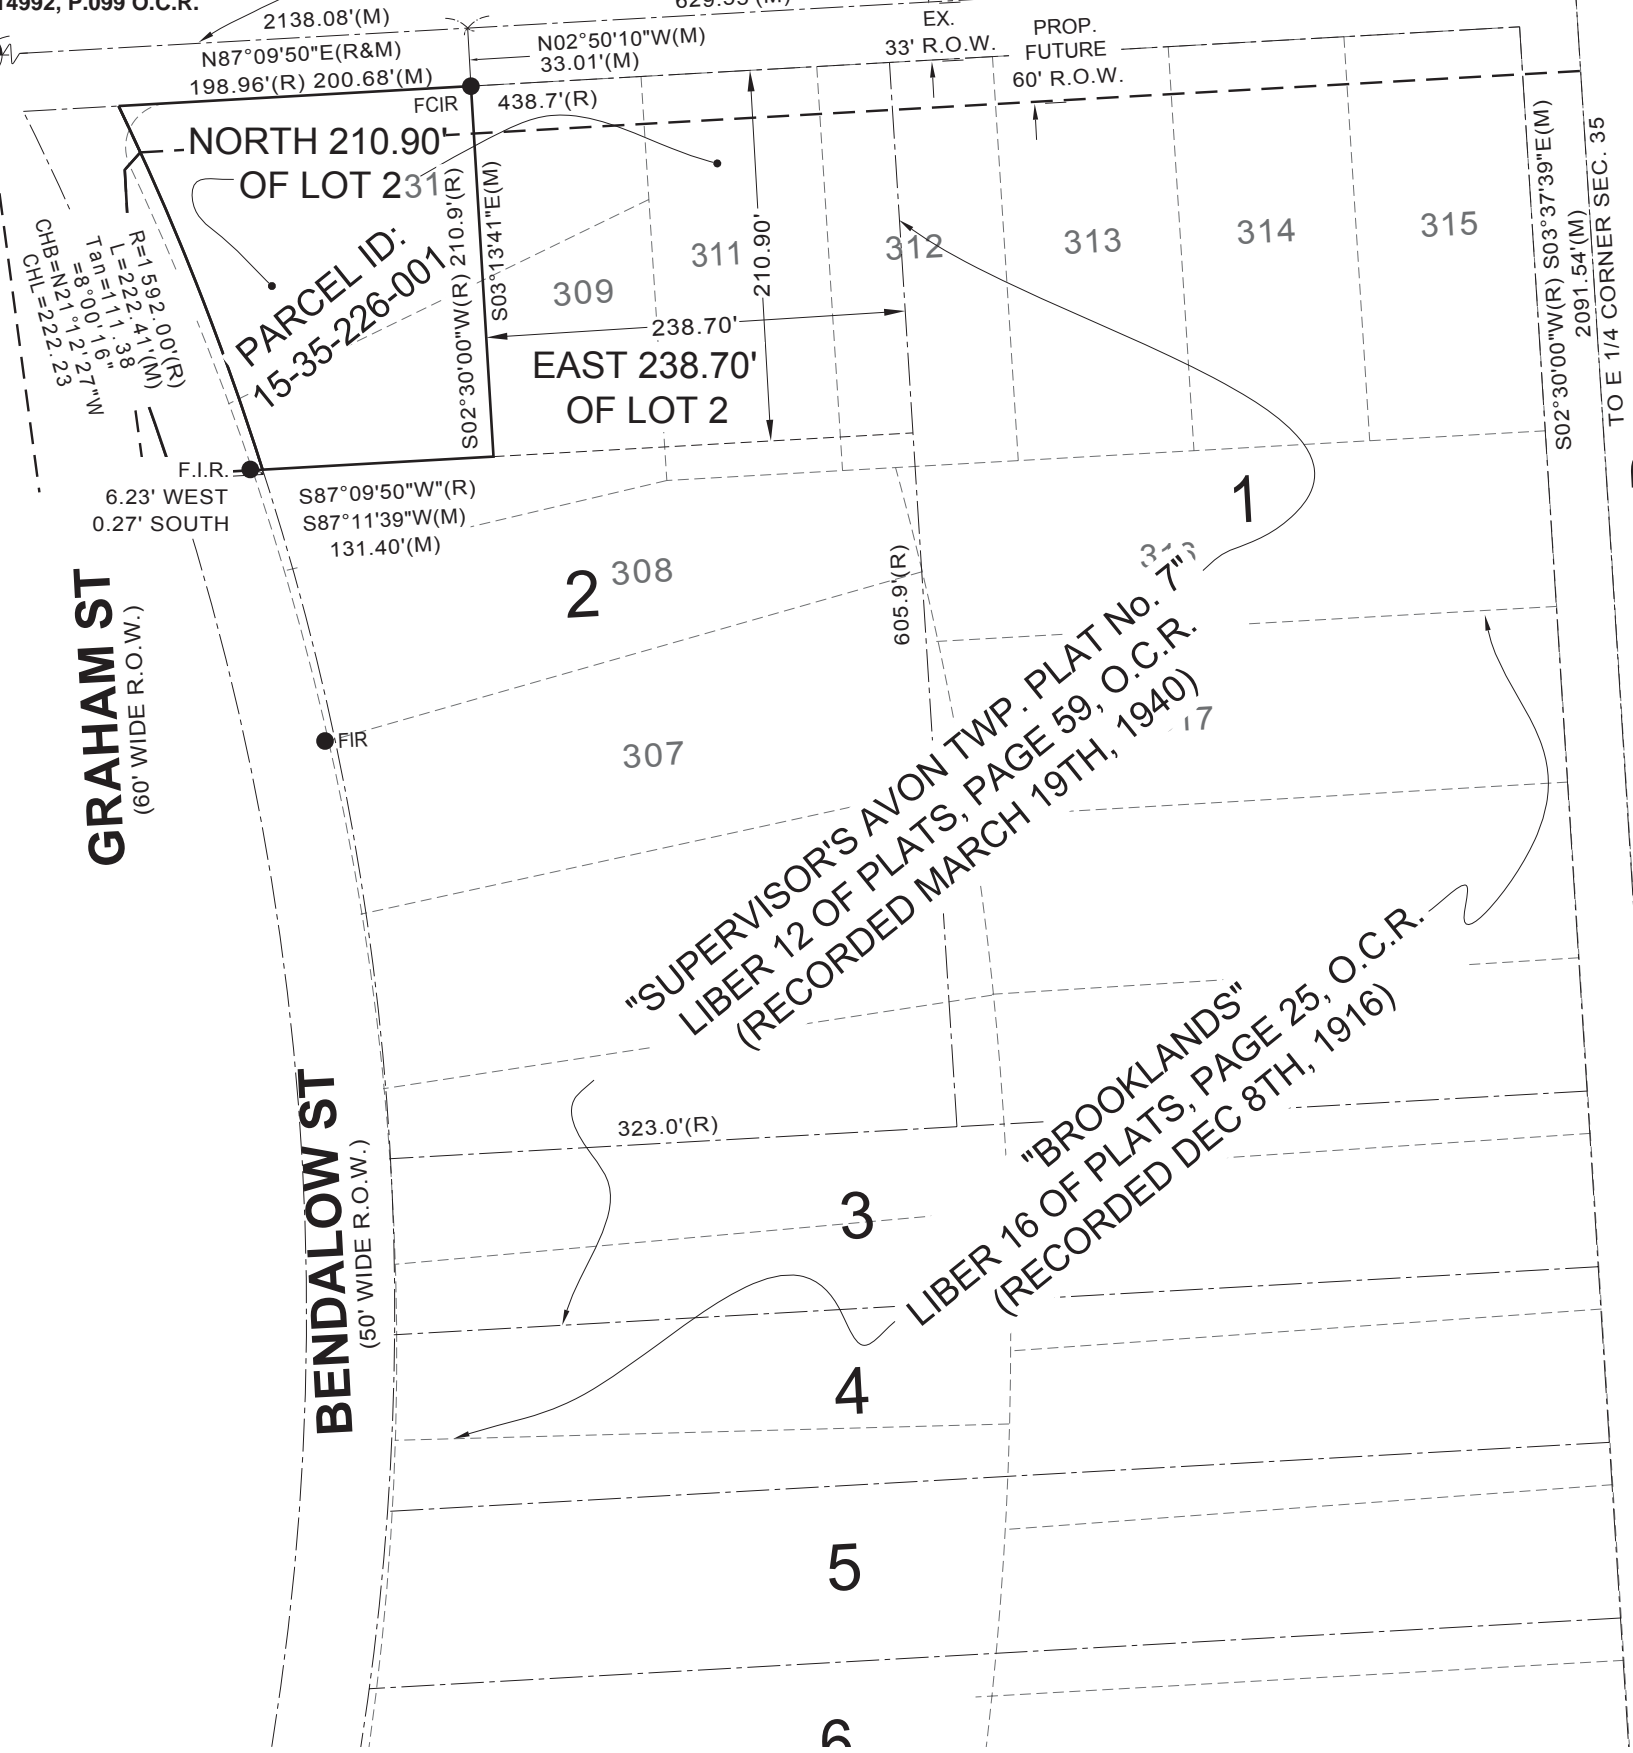 14992, P.099 O.C.R.
2138.08'(M)
N87°09'50"E(R&M)
198.96'(R) 200.68'(M)
FCIR
N02°50'10"W(M)
33.01'(M)
438.7'(R)
EX.
33' R.O.W.
PROP.
FUTURE
60' R.O.W.
NORTH 210.90'
OF LOT 2
31
PARCEL ID:
15-35-226-001
S02°30'00"W(R) 210.9'(R)
S03°13'41"E(M)
R=1592.00'(R)
L=222.41'(M)
Tan=111.38
=8°00'16"
CHB=N21°12'27"W
CHL=222.23
309
311
312
313
314
315
210.90'
238.70'
EAST 238.70'
OF LOT 2
S02°30'00"W(R) S03°37'39"E(M)
2091.54'(M)
TO E 1/4 CORNER SEC. 35
F.I.R.
6.23' WEST
0.27' SOUTH
S87°09'50"W"(R)
S87°11'39"W(M)
131.40'(M)
1
2
308
605.9'(R)
GRAHAM ST
(60' WIDE R.O.W.)
FIR
307
17
"SUPERVISOR'S AVON TWP. PLAT No. 7"
LIBER 12 OF PLATS, PAGE 59, O.C.R.
(RECORDED MARCH 19TH, 1940)
"BROOKLANDS"
LIBER 16 OF PLATS, PAGE 25, O.C.R.
(RECORDED DEC 8TH, 1916)
323.0'(R)
BENDALOW ST
(50' WIDE R.O.W.)
3
4
5
6